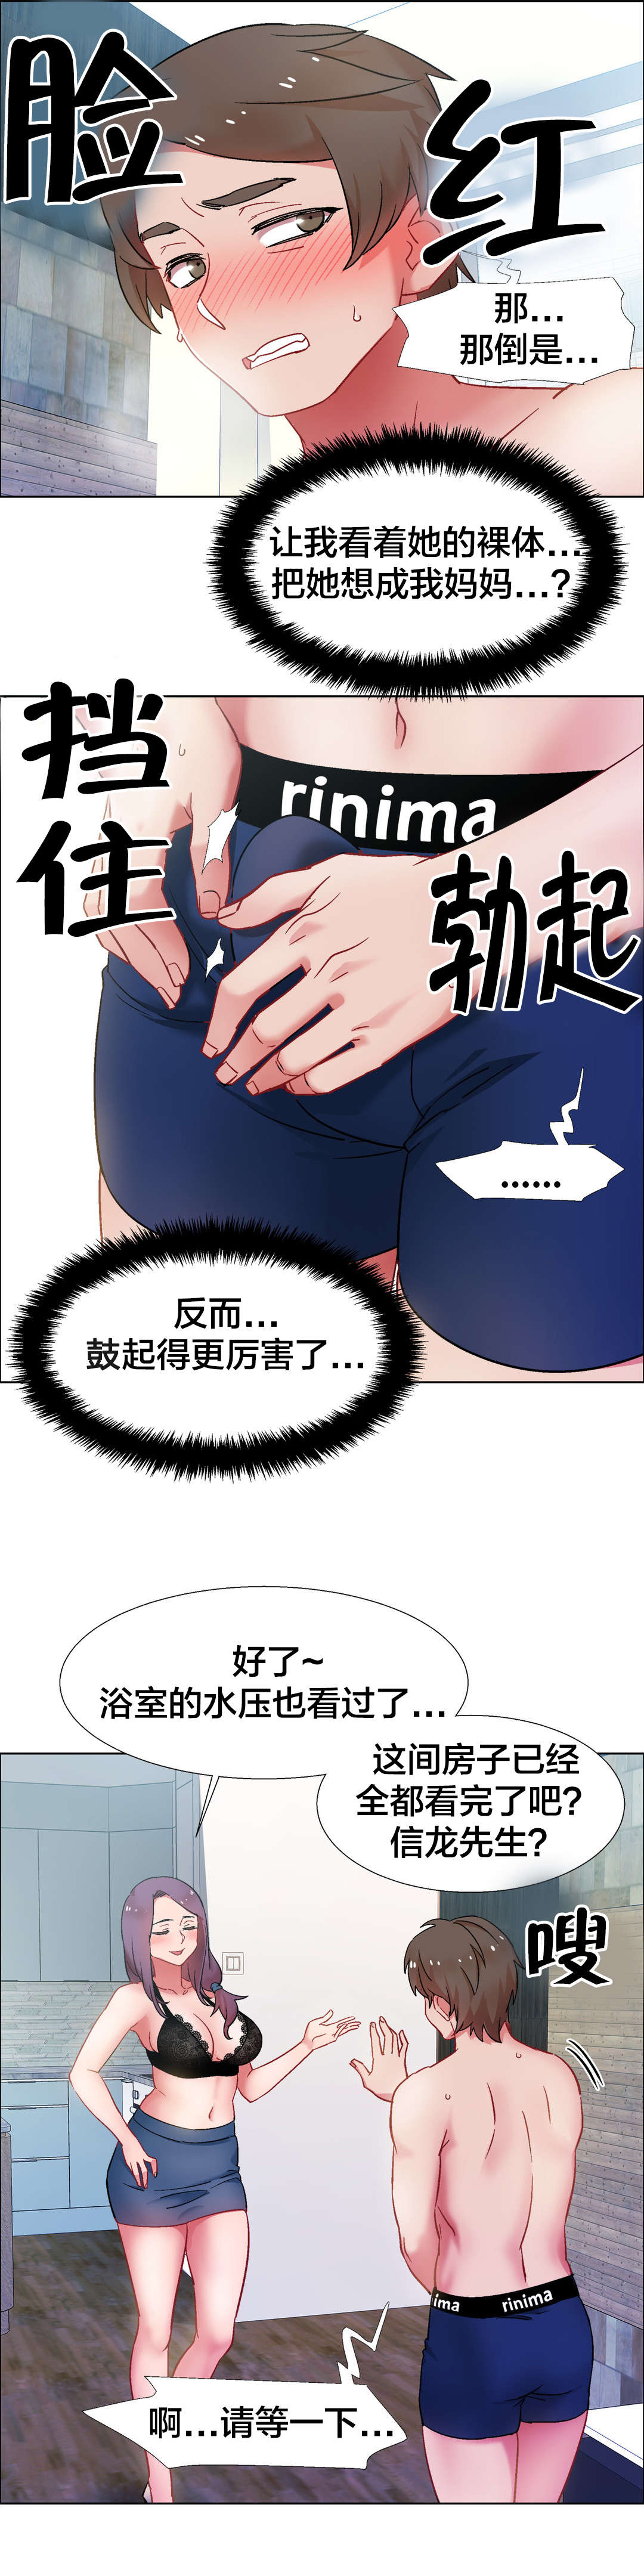 脸
红
那...
那倒是...
让我看着她的裸体...
把她想成我妈妈...?
挡
住
rinima
勃起
......
反而...
鼓起得更厉害了...
好了~
浴室的水压也看过了...
这间房子已经
全都看完了吧?
信龙先生?
嗖
ima
rinima
啊...请等一下...